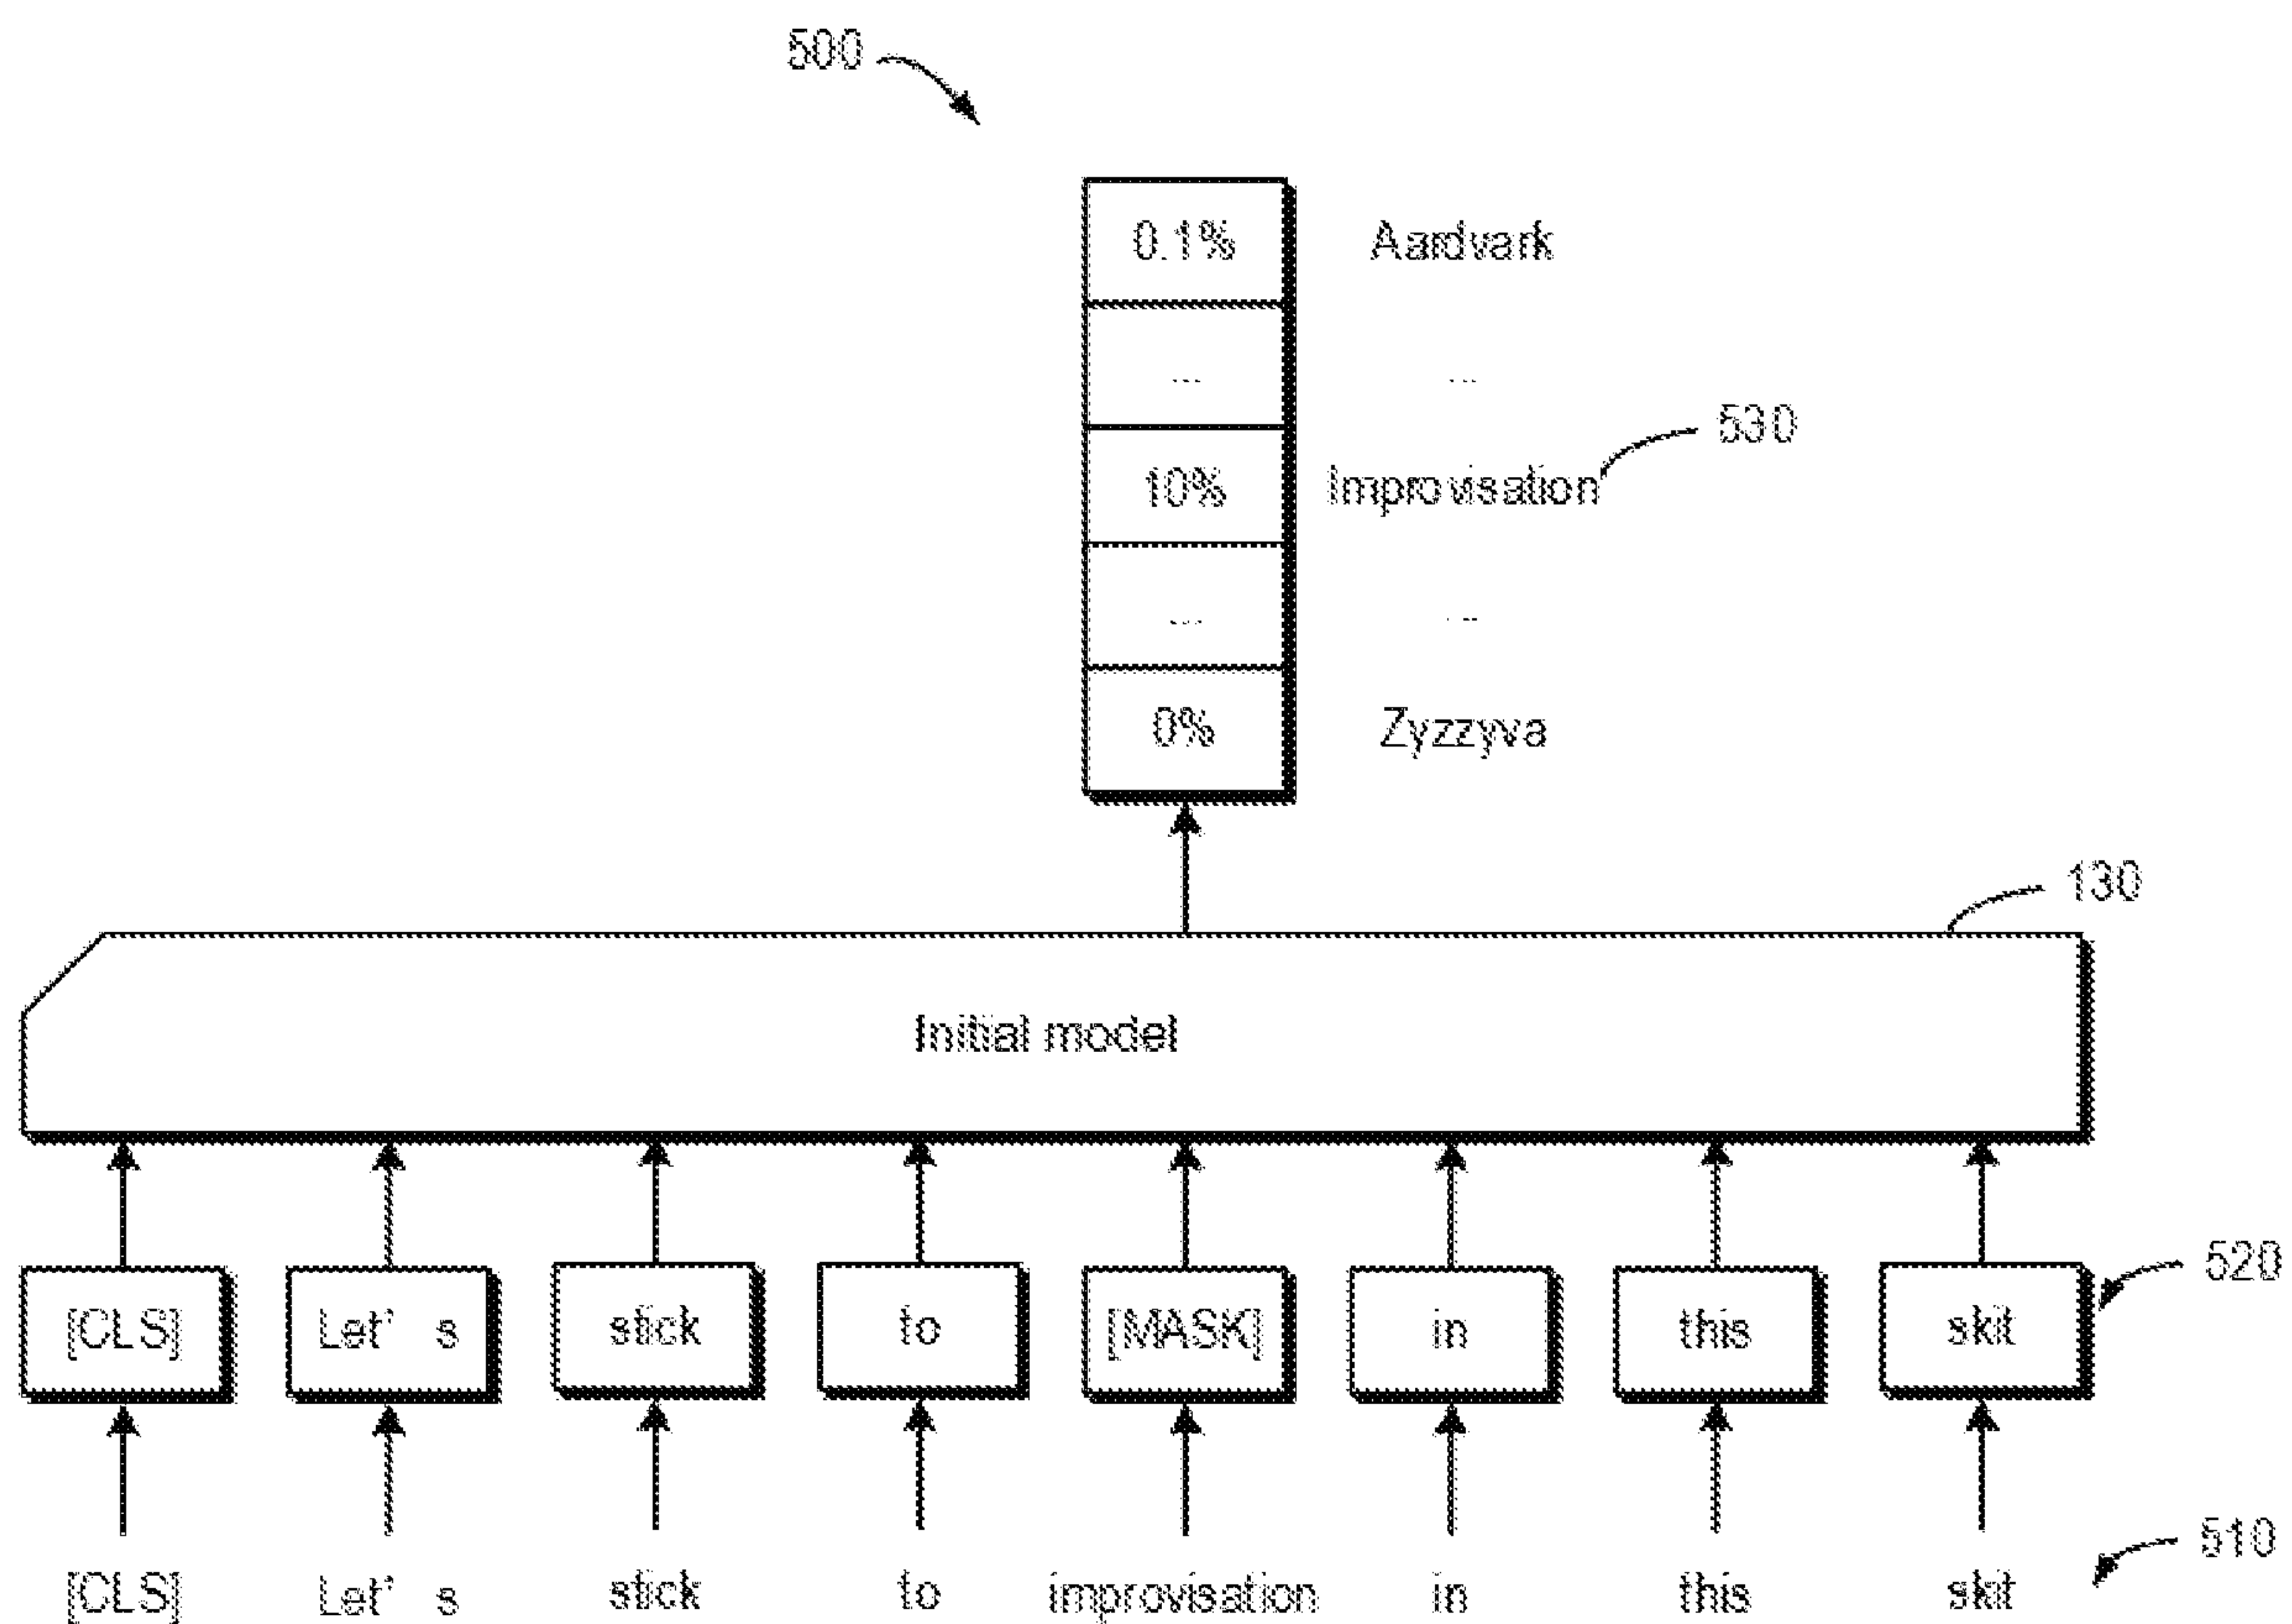 500
0.1% Aardvark
... ...
530
10% Improvisation
... ...
0% Zyzzyva
130
Initial model
520
[CLS] Let' s stick to [MASK] in this skit
510
[CLS] Let' s stick to improvisation in this skit